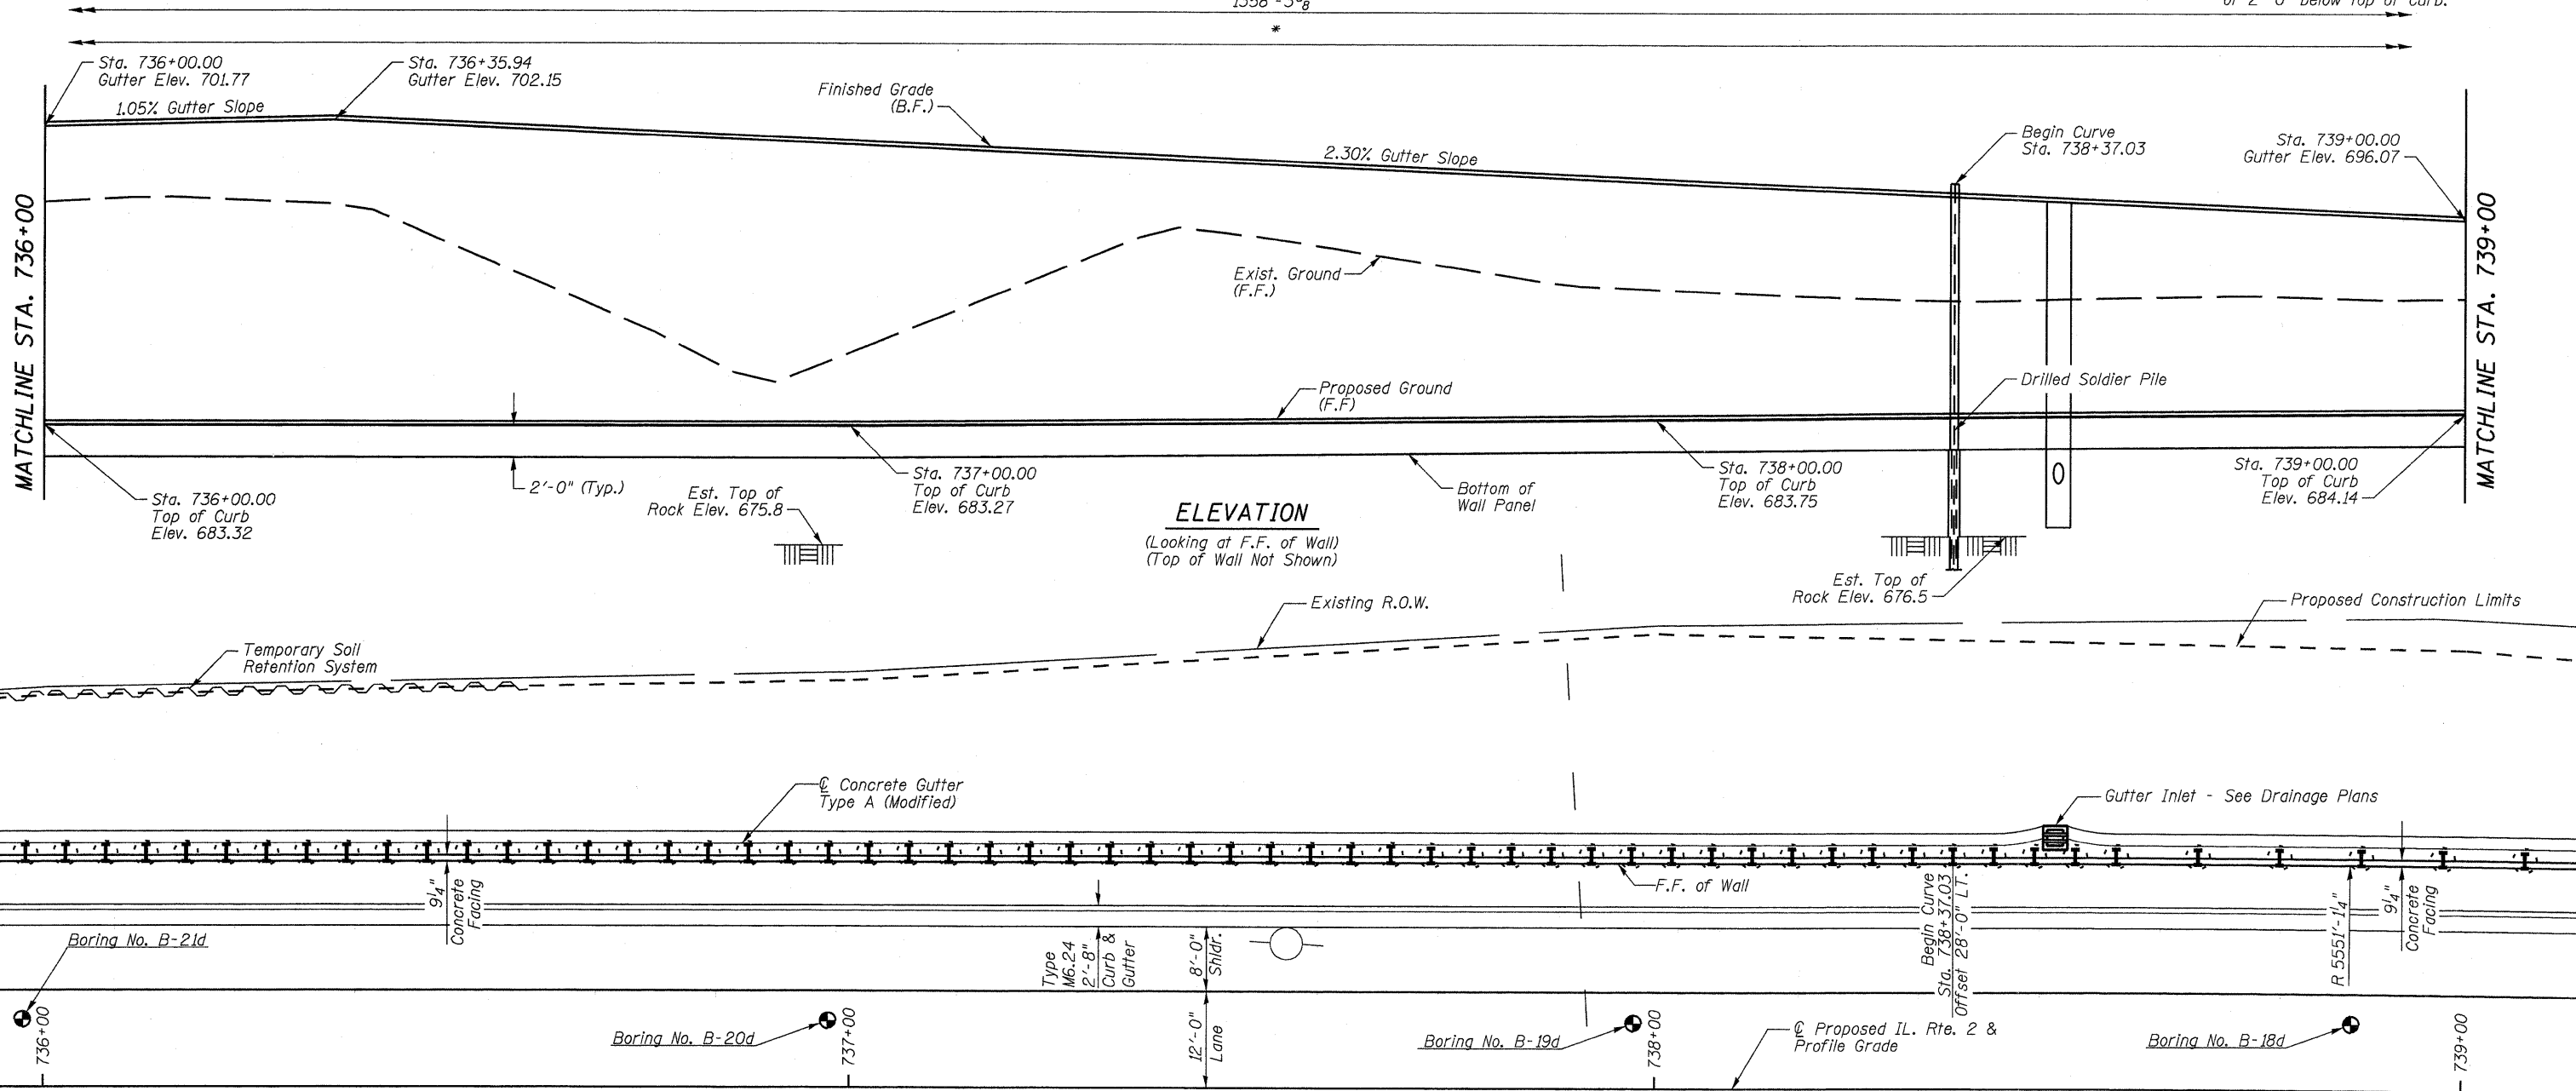 *
Sta. 736+00.00
Gutter Elev. 701.77
1.05% Gutter Slope
Sta. 736+35.94
Gutter Elev. 702.15
Finished Grade
(B.F.)
2.30% Gutter Slope
Begin Curve
Sta. 738+37.03
Sta. 739+00.00
Gutter Elev. 696.07
MATCHLINE STA. 736+00
MATCHLINE STA. 739+00
Exist. Ground
(F.F.)
Proposed Ground
(F.F)
Drilled Soldier Pile
Sta. 736+00.00
Top of Curb
Elev. 683.32
2'-0" (Typ.)
Est. Top of
Rock Elev. 675.8
Sta. 737+00.00
Top of Curb
Elev. 683.27
ELEVATION
(Looking at F.F. of Wall)
(Top of Wall Not Shown)
Bottom of
Wall Panel
Sta. 738+00.00
Top of Curb
Elev. 683.75
Sta. 739+00.00
Top of Curb
Elev. 684.14
Est. Top of
Rock Elev. 676.5
Existing R.O.W.
Proposed Construction Limits
Temporary Soil
Retention System
℄ Concrete Gutter
Type A (Modified)
Gutter Inlet - See Drainage Plans
9¼"
Concrete
Facing
F.F. of Wall
Begin Curve
Sta. 738+37.03
Offset 28'-0" LT.
R 5551'-1¼"
9¼"
Concrete
Facing
Type
M6.24
2'-8"
Curb &
Gutter
8'-0"
Shldr.
12'-0"
Lane
Boring No. B-21d
736+00
Boring No. B-20d
737+00
Boring No. B-19d
738+00
℄ Proposed IL. Rte. 2 &
Profile Grade
Boring No. B-18d
739+00